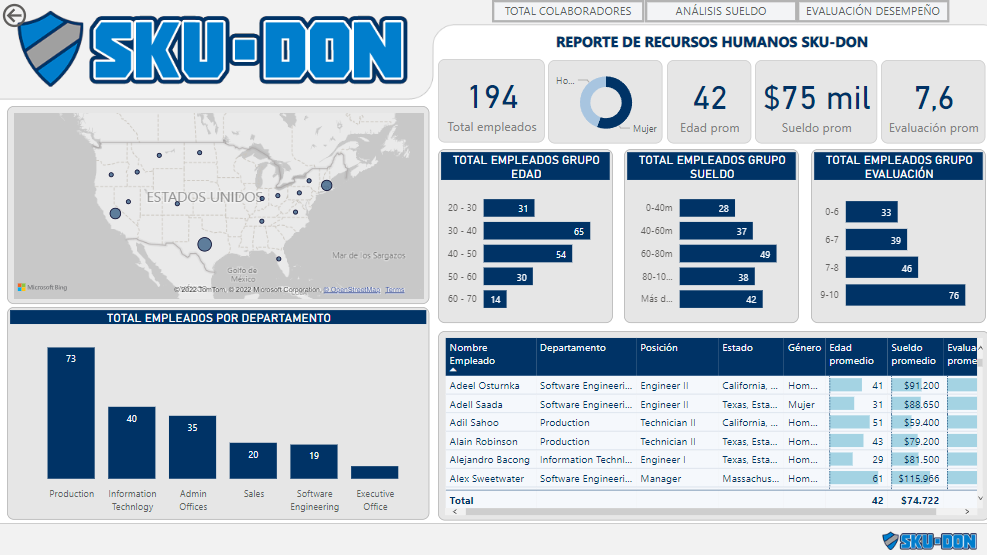 TOTAL COLABORADORES
ANÁLISIS SUELDO
EVALUACIÓN DESEMPEÑO
SKU-DON
REPORTE DE RECURSOS HUMANOS SKU-DON
194
Total empleados
Ho...
Mujer
42
Edad prom
$75 mil
Sueldo prom
7,6
Evaluación prom
ESTADOS UNIDOS
Mar de los Sargazos
Golfo de
México
Microsoft Bing
© 2022 TomTom, © 2022 Microsoft Corporation, © OpenStreetMap Terms
TOTAL EMPLEADOS GRUPO
EDAD
20 - 30 31
30 - 40 65
40 - 50 54
50 - 60 30
60 - 70 14
TOTAL EMPLEADOS GRUPO
SUELDO
0-40m 28
40-60m 37
60-80m 49
80-10... 38
Más d... 42
TOTAL EMPLEADOS GRUPO
EVALUACIÓN
0-6 33
6-7 39
7-8 46
9-10 76
TOTAL EMPLEADOS POR DEPARTAMENTO
73
40
35
20
19
Production
Information
Technlogy
Admin
Offices
Sales
Software
Engineering
Executive
Office
Nombre Departamento Posición Estado Género Edad Sueldo Evalua
Empleado promedio promedio prome
Adeel Osturnka Software Engineeri... Engineer II California, ... Hom... 41 $91.200
Adell Saada Software Engineeri... Engineer II Texas, Esta... Mujer 31 $88.650
Adil Sahoo Production Technician II California, ... Hom... 51 $59.400
Alain Robinson Production Technician II Texas, Esta... Hom... 43 $79.200
Alejandro Bacong Information Technl... Engineer I Texas, Esta... Hom... 29 $81.500
Alex Sweetwater Software Engineeri... Manager Massachus... Hom... 61 $115.966
Total 42 $74.722
SKU-DON